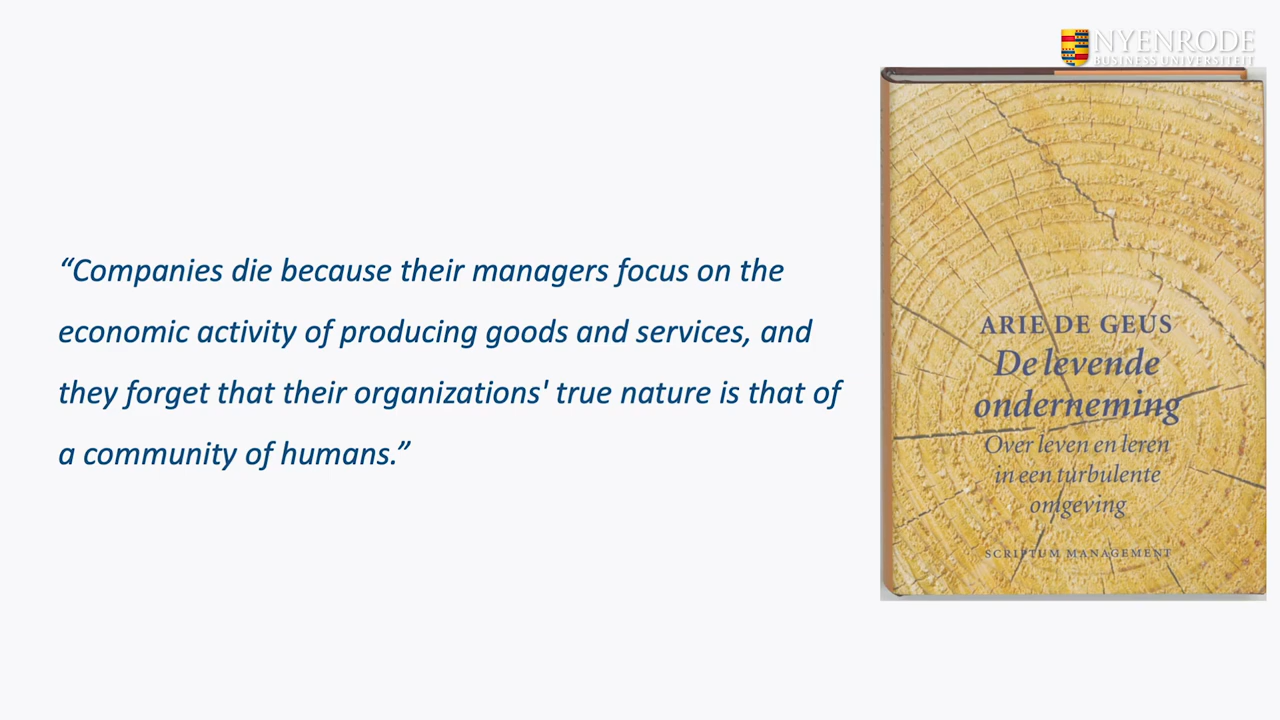 NYENRODE
BUSINESS UNIVERSITEIT
“Companies die because their managers focus on the
economic activity of producing goods and services, and
they forget that their organizations' true nature is that of
a community of humans.”
ARIE DE GEUS
De levende
onderneming
Over leven en leren
in een turbulente
omgeving
SCRIPTUM MANAGEMENT